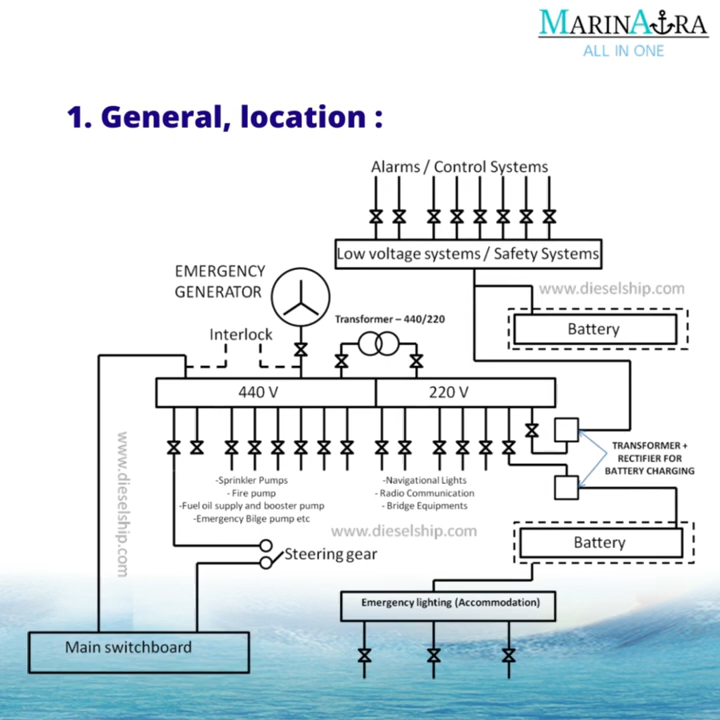 MARINAURA
ALL IN ONE
1. General, location :
Alarms / Control Systems
Low voltage systems / Safety Systems
EMERGENCY
GENERATOR
www.dieselship.com
Transformer – 440/220
Battery
Interlock
440 V
220 V
TRANSFORMER +
RECTIFIER FOR
BATTERY CHARGING
www.dieselship.com
-Sprinkler Pumps
- Fire pump
-Fuel oil supply and booster pump
-Emergency Bilge pump etc
-Navigational Lights
- Radio Communication
- Bridge Equipments
www.dieselship.com
Steering gear
Battery
Emergency lighting (Accommodation)
Main switchboard